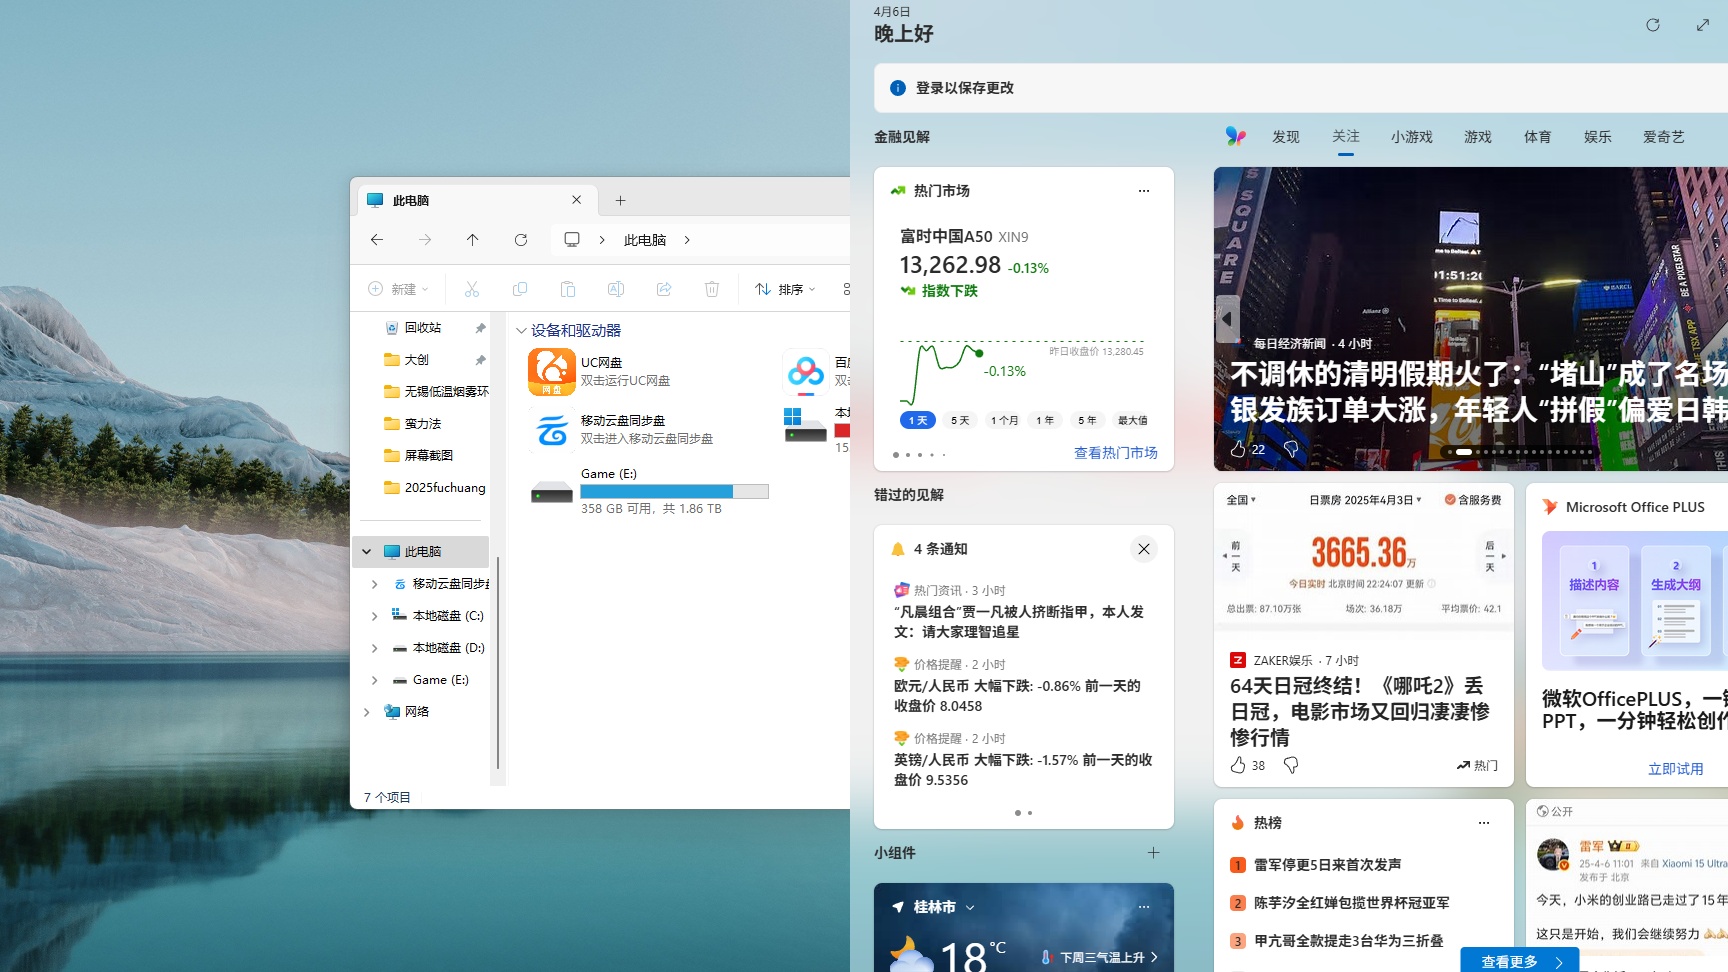 此电脑
此电脑
新建
排序
回收站
大创
无锡低温烟雾环
蛮力法
屏幕截图
2025fuchuang
此电脑
移动云盘同步盘
本地磁盘 (C:)
本地磁盘 (D:)
Game (E:)
网络
7 个项目
设备和驱动器
UC网盘
双击运行UC网盘
移动云盘同步盘
双击进入移动云盘同步盘
本地
15
Game (E:)
358 GB 可用，共 1.86 TB
4月6日
晚上好
登录以保存更改
金融见解
热门市场
富时中国A50 XIN9
13,262.98 -0.13%
指数下跌
昨日收盘价 13,280.45
-0.13%
1 天 5 天 1 个月 1 年 5 年 最大值
查看热门市场
错过的见解
4 条通知
热门资讯 · 3 小时
“凡晨组合”贾一凡被人挤断指甲，本人发
文：请大家理智追星
价格提醒 · 2 小时
欧元/人民币 大幅下跌: -0.86% 前一天的
收盘价 8.0458
价格提醒 · 2 小时
英镑/人民币 大幅下跌: -1.57% 前一天的收
盘价 9.5356
小组件
桂林市
18 °C
下周三气温上升
发现 关注 小游戏 游戏 体育 娱乐 爱奇艺
每日经济新闻 · 4 小时
不调休的清明假期火了：“堵山”成了名场
银发族订单大涨，年轻人“拼假”偏爱日韩
22
全国 日票房 2025年4月3日 含服务费
前一天
3665.36万
后一天
今日实时 北京时间 22:24:07 更新
总出票: 87.10万张 场次: 36.18万 平均票价: 42.1
ZAKER娱乐 · 7 小时
64天日冠终结！《哪吒2》丢
日冠，电影市场又回归凄凄惨
惨行情
38
热门
Microsoft Office PLUS
1 描述内容
2 生成大纲
微软OfficePLUS，一键
PPT，一分钟轻松创作
立即试用
热榜
1 雷军停更5日来首次发声
2 陈芋汐全红婵包揽世界杯冠亚军
3 甲亢哥全款提走3台华为三折叠
公开
雷军
25-4-6 11:01 来自 Xiaomi 15 Ultra
发布于 北京
今天，小米的创业路已走过了15年
这只是开始，我们会继续努力
查看更多